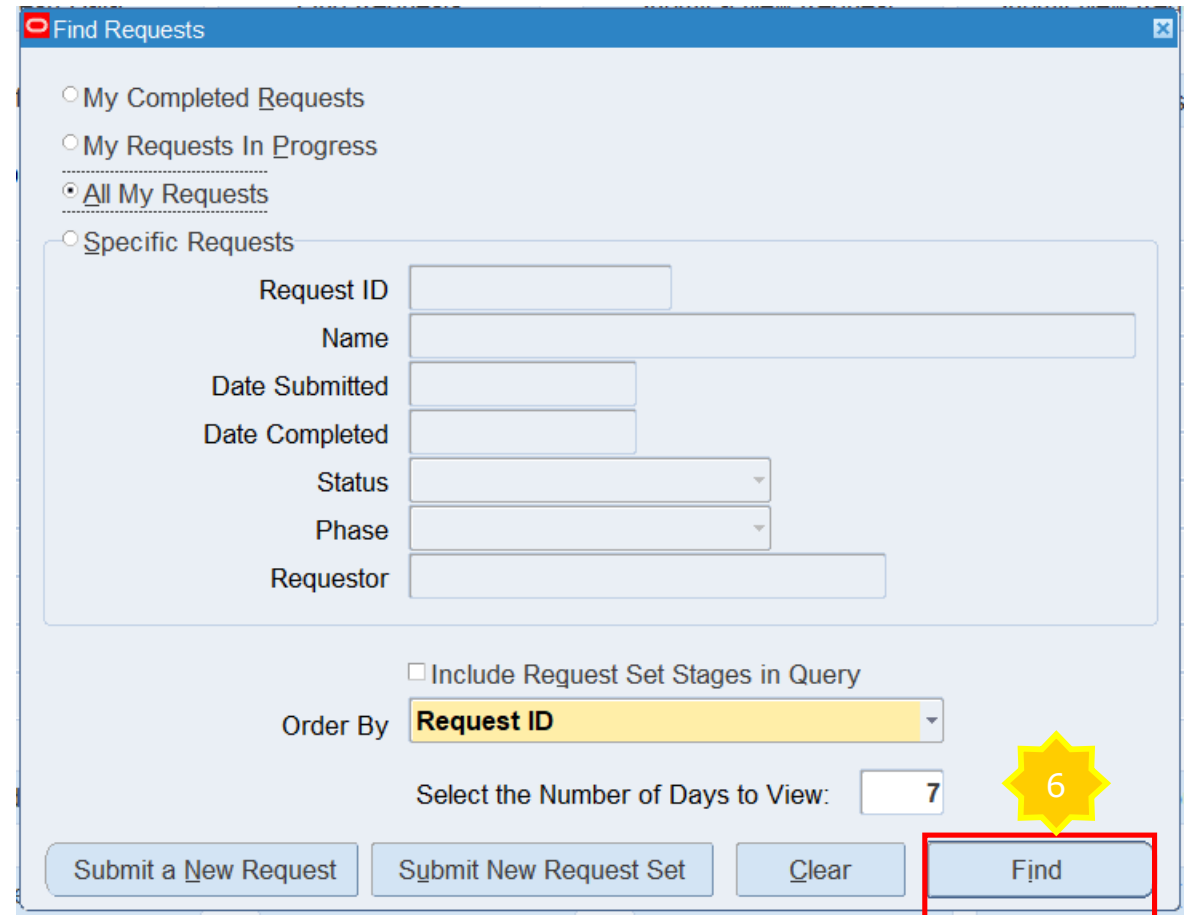 Find Requests
My Completed Requests
My Requests In Progress
All My Requests
Specific Requests
Request ID
Name
Date Submitted
Date Completed
Status
Phase
Requestor
Include Request Set Stages in Query
Order By Request ID
Select the Number of Days to View: 7
6
Submit a New Request Submit New Request Set Clear Find